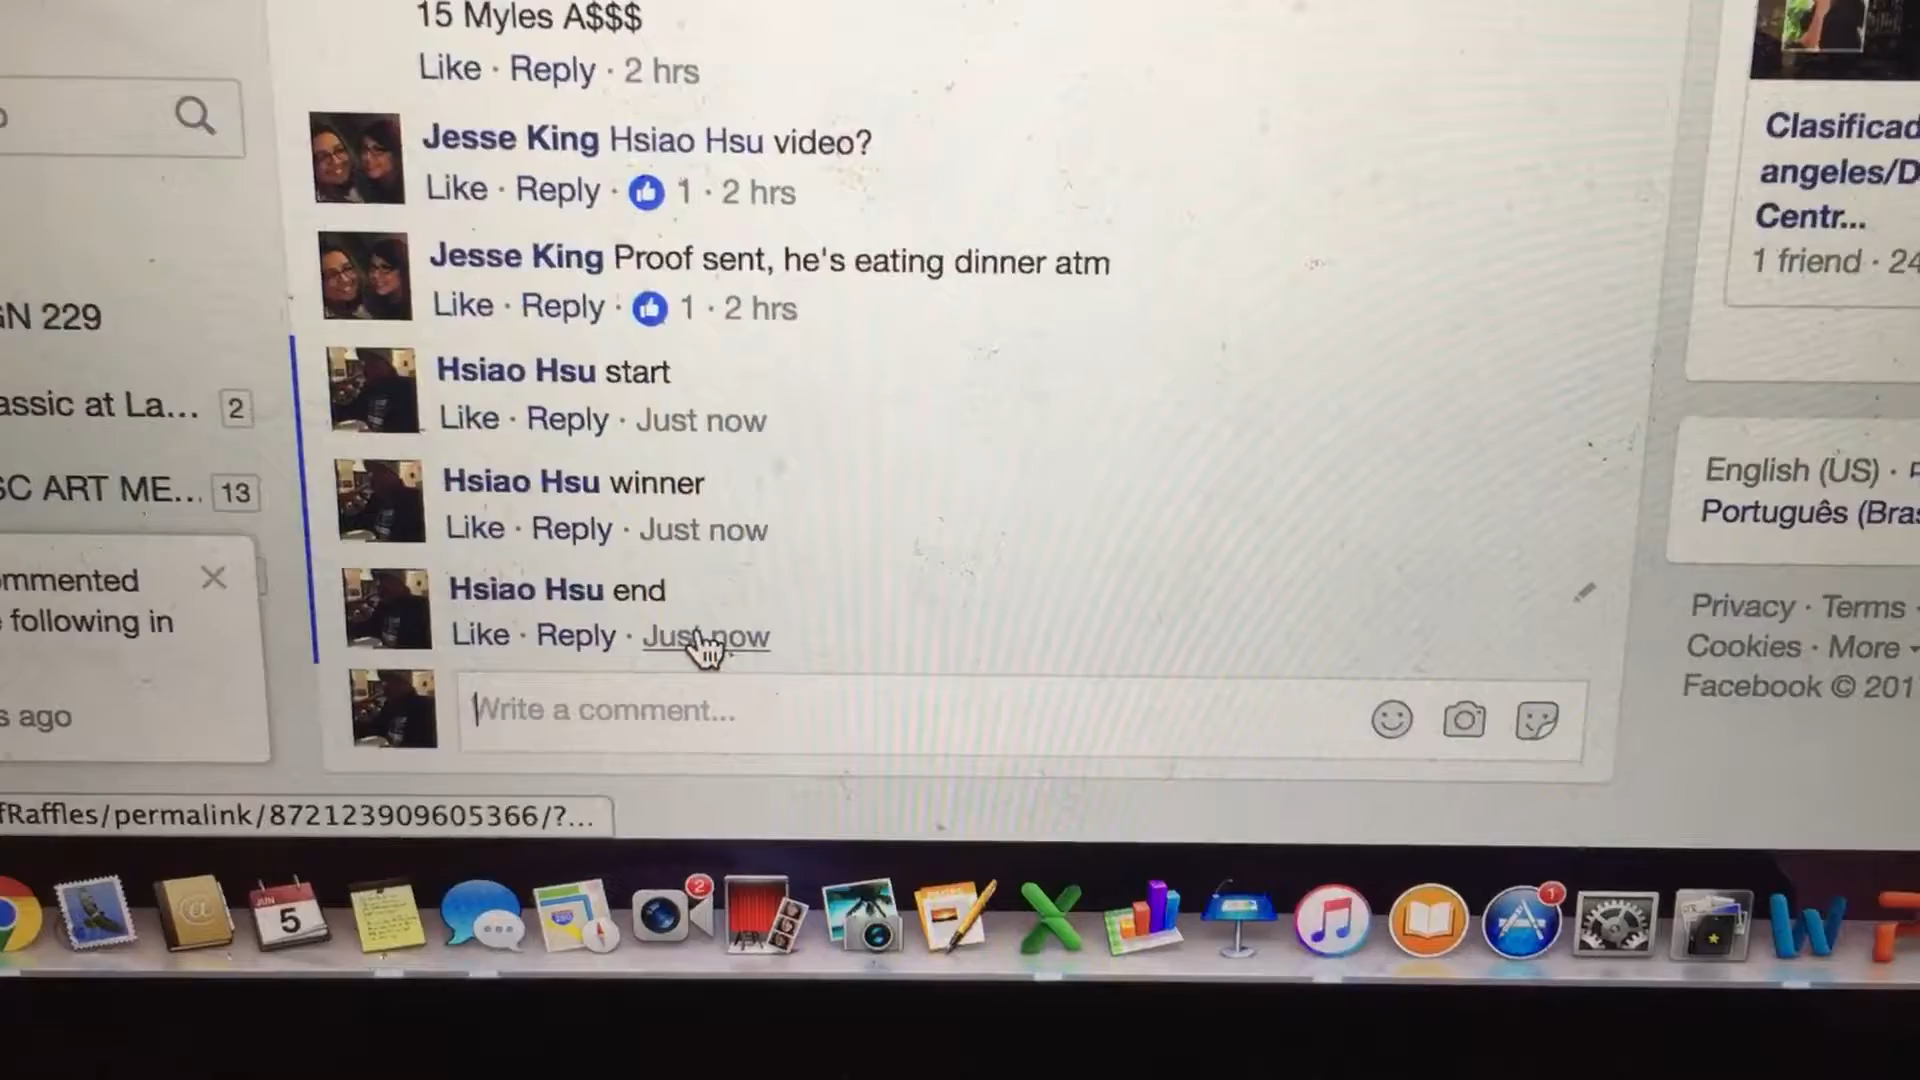 15 Myles A$$$
Like · Reply · 2 hrs
Jesse King Hsiao Hsu video?
Like · Reply · 1 · 2 hrs
Jesse King Proof sent, he's eating dinner atm
Like · Reply · 1 · 2 hrs
Hsiao Hsu start
Like · Reply · Just now
Hsiao Hsu winner
Like · Reply · Just now
Hsiao Hsu end
Like · Reply · Just now
Write a comment...
GN 229
assic at La... 2
SC ART ME... 13
ommented
following in
s ago
fRaffles/permalink/872123909605366/?...
Clasificad
angeles/D
Centr...
1 friend · 24
English (US) · P
Português (Bras
Privacy · Terms ·
Cookies · More
Facebook © 201
JUN
5
2
1